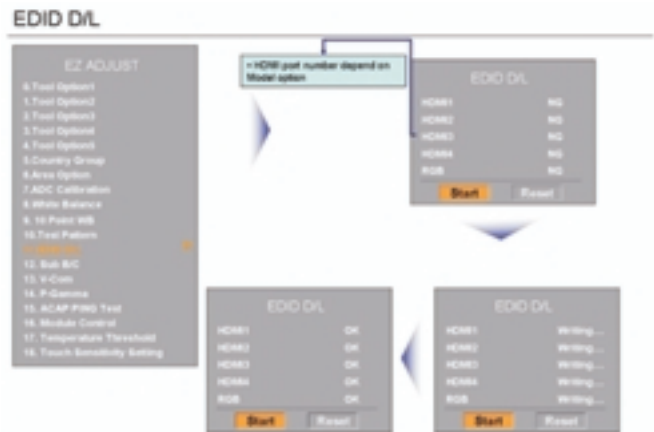 EDID D/L
EZ ADJUST
0.Tool Option1
1.Tool Option2
2.Tool Option3
3.Tool Option4
4.Tool Option5
5.Country Group
6.Area Option
7.ADC Calibration
8.White Balance
9. 10 Point WB
10.Test Pattern
12. Sub B/C
13. V-Com
14. P-Gamma
15. ACAP PING Test
16. Module Control
17. Temperature Threshold
18. Touch Sensitivity Setting
• HDMI port number depend on
Model option
EDID D/L
HDMI1 NG
HDMI2 NG
HDMI3 NG
HDMI4 NG
RGB NG
Start Reset
EDID D/L
HDMI1 Writing...
HDMI2 Writing...
HDMI3 Writing...
HDMI4 Writing...
RGB Writing...
Start Reset
EDID D/L
HDMI1 OK
HDMI2 OK
HDMI3 OK
HDMI4 OK
RGB OK
Start Reset